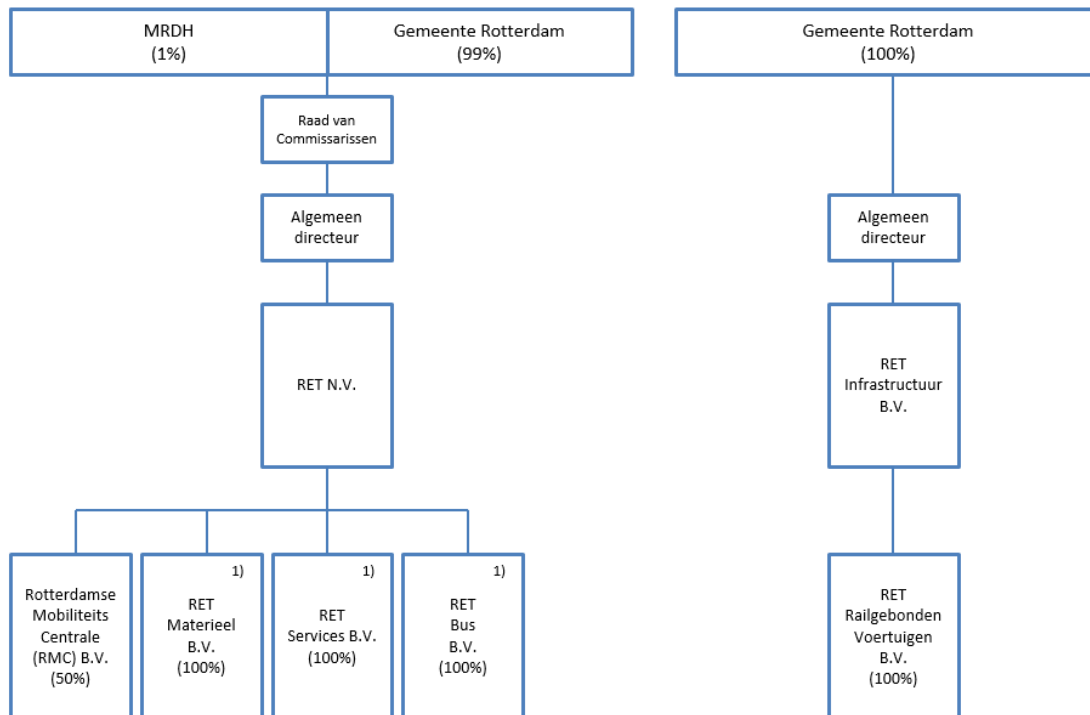 MRDH
(1%)
Gemeente Rotterdam
(99%)
Gemeente Rotterdam
(100%)
Raad van
Commissarissen
Algemeen
directeur
Algemeen
directeur
RET N.V.
RET
Infrastructuur
B.V.
Rotterdamse
Mobiliteits
Centrale
(RMC) B.V.
(50%)
1)
RET
Materieel
B.V.
(100%)
1)
RET
Services B.V.
(100%)
1)
RET
Bus
B.V.
(100%)
RET
Railgebonden
Voertuigen
B.V.
(100%)